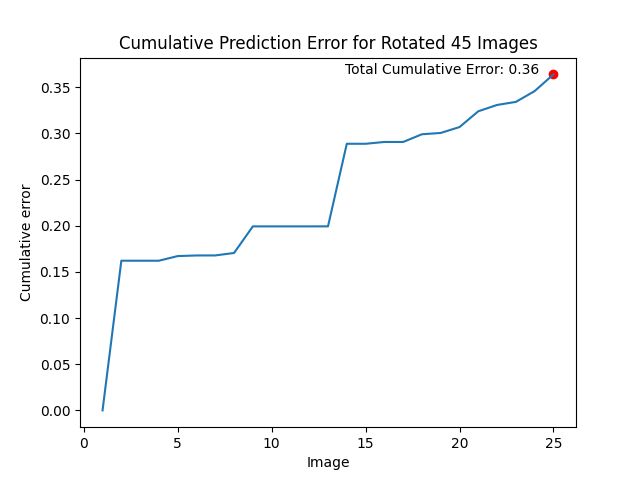 Cumulative Prediction Error for Rotated 45 Images
Total Cumulative Error: 0.36
0.35
0.30
0.25
0.20
0.15
0.10
0.05
0.00
Cumulative error
0 5 10 15 20 25
Image